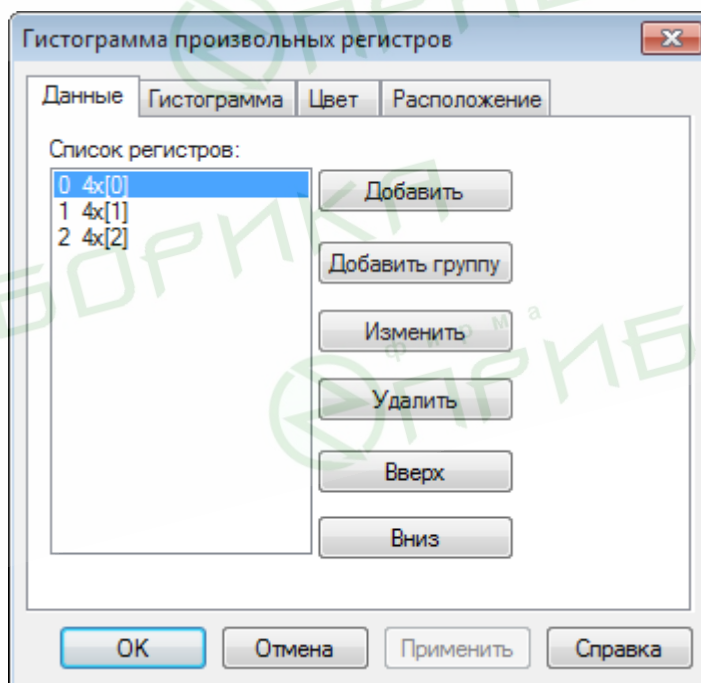 Гистограмма произвольных регистров
Данные Гистограмма Цвет Расположение
Список регистров:
0 4x[0]
1 4x[1]
2 4x[2]
Добавить
Добавить группу
Изменить
Удалить
Вверх
Вниз
OK Отмена Применить Справка
фирма